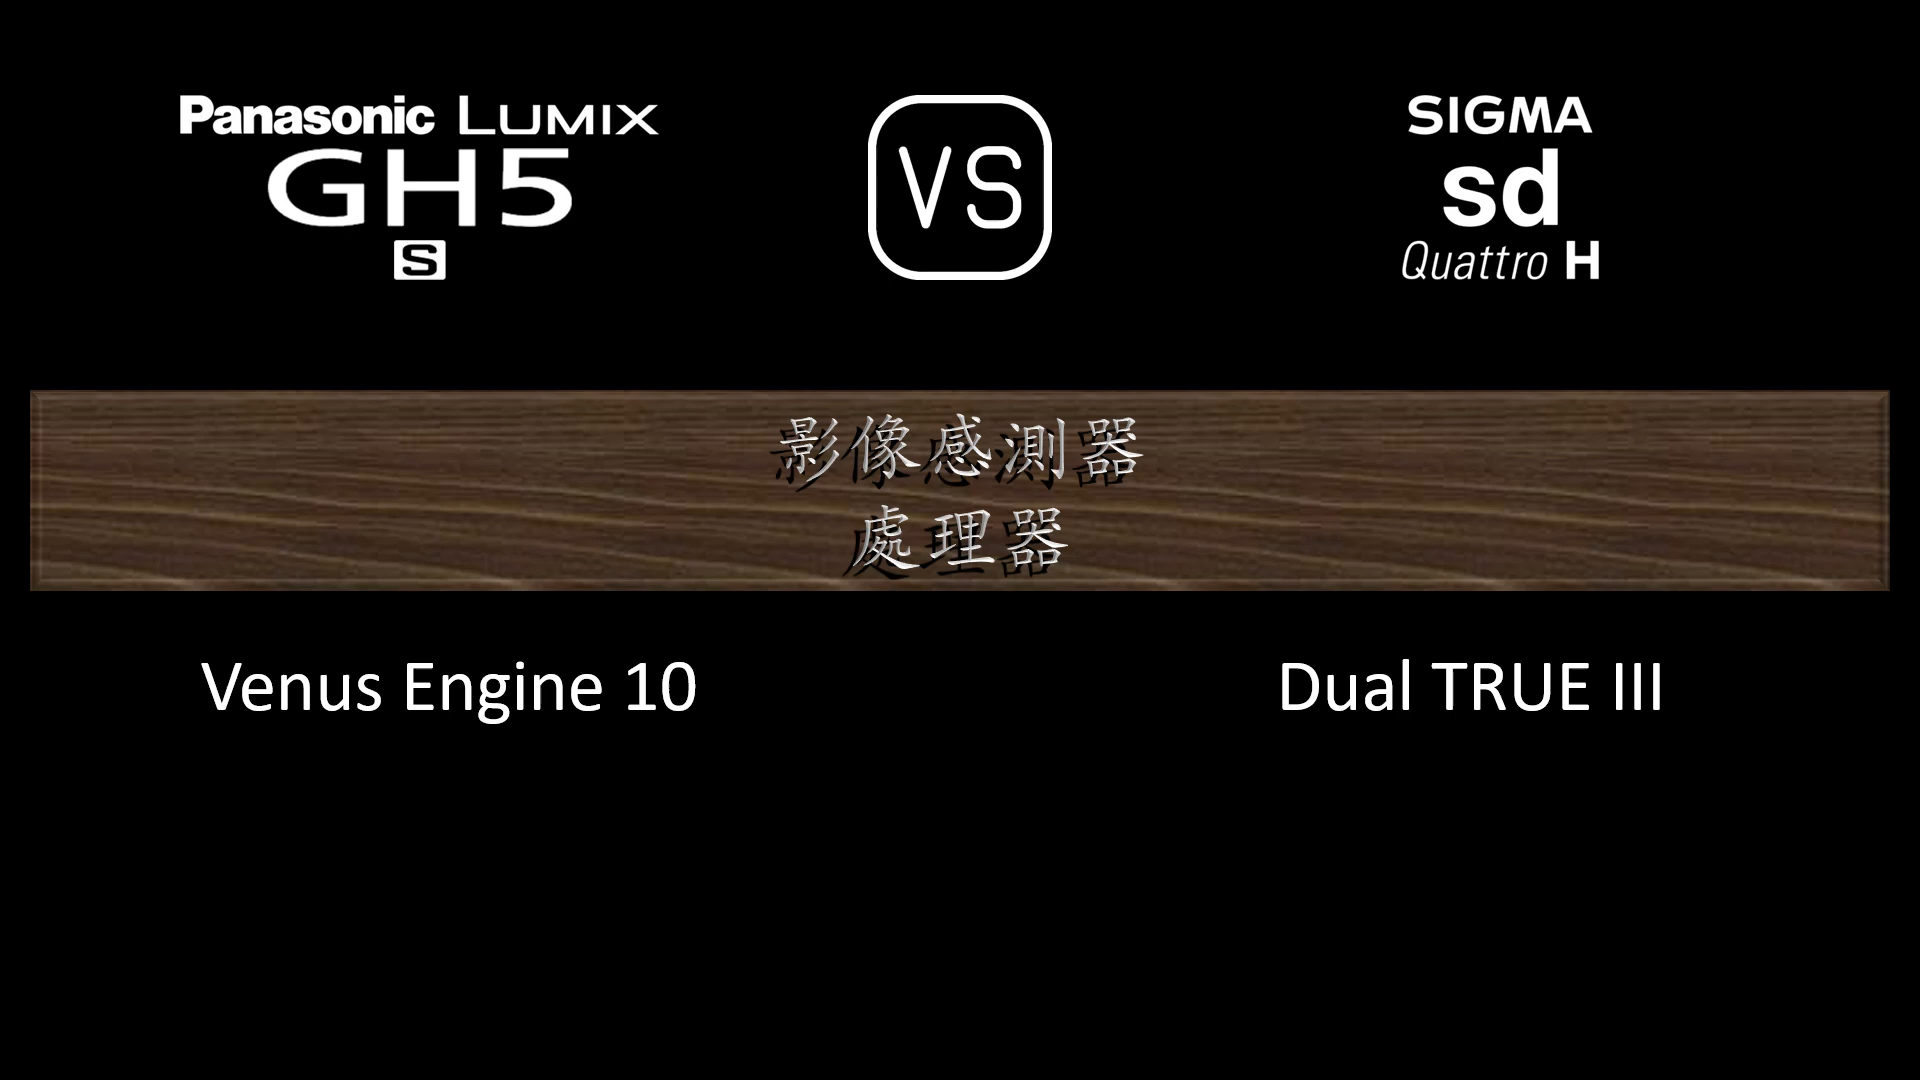 Panasonic LUMIX
GH5
S
VS
SIGMA
sd
Quattro H
影像感測器
處理器
Venus Engine 10
Dual TRUE III